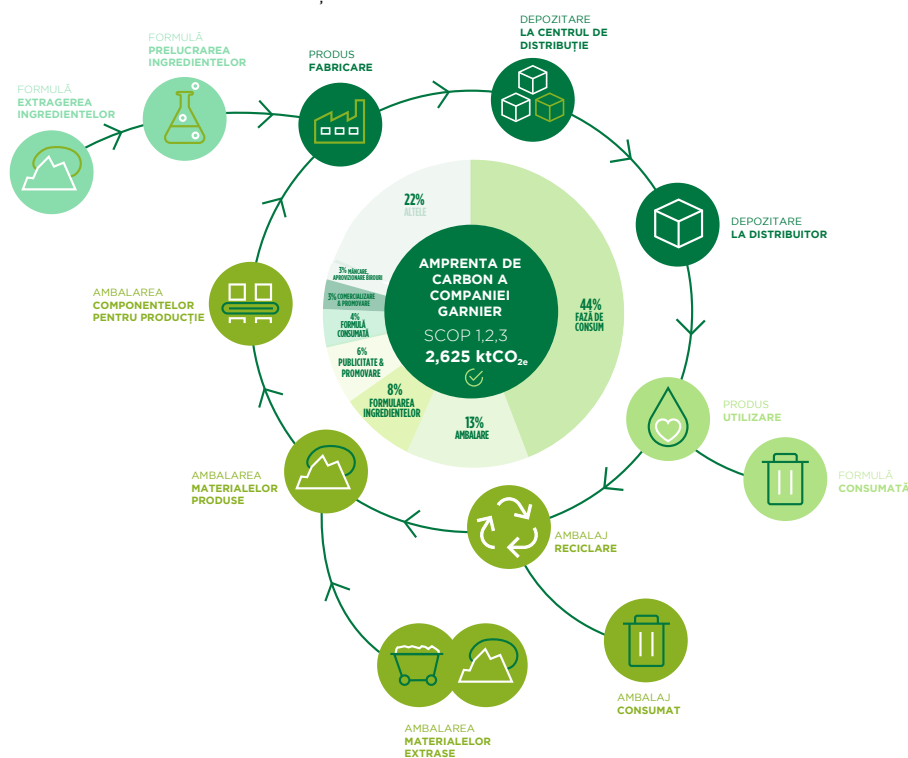 DEPOZITARE
LA CENTRUL DE
DISTRIBUȚIE
FORMULĂ
PRELUCRAREA
INGREDIENTELOR
PRODUS
FABRICARE
FORMULĂ
EXTRAGEREA
INGREDIENTELOR
22%
ALTELE
DEPOZITARE
LA DISTRIBUITOR
AMPRENTA DE
CARBON A
COMPANIEI
GARNIER
SCOP 1,2,3
2,625 ktCO2e
3% MÂNCARE,
APROVIZIONARE BIROURI
3% COMERCIALIZARE
& PROMOVARE
4%
FORMULĂ
CONSUMATĂ
6%
PUBLICITATE &
PROMOVARE
8%
FORMULAREA
INGREDIENTELOR
13%
AMBALARE
44%
FAZĂ DE
CONSUM
AMBALAREA
COMPONENTELOR
PENTRU PRODUCȚIE
PRODUS
UTILIZARE
AMBALAREA
MATERIALELOR
PRODUSE
FORMULĂ
CONSUMATĂ
AMBALAJ
RECICLARE
AMBALAJ
CONSUMAT
AMBALAREA
MATERIALELOR
EXTRASE